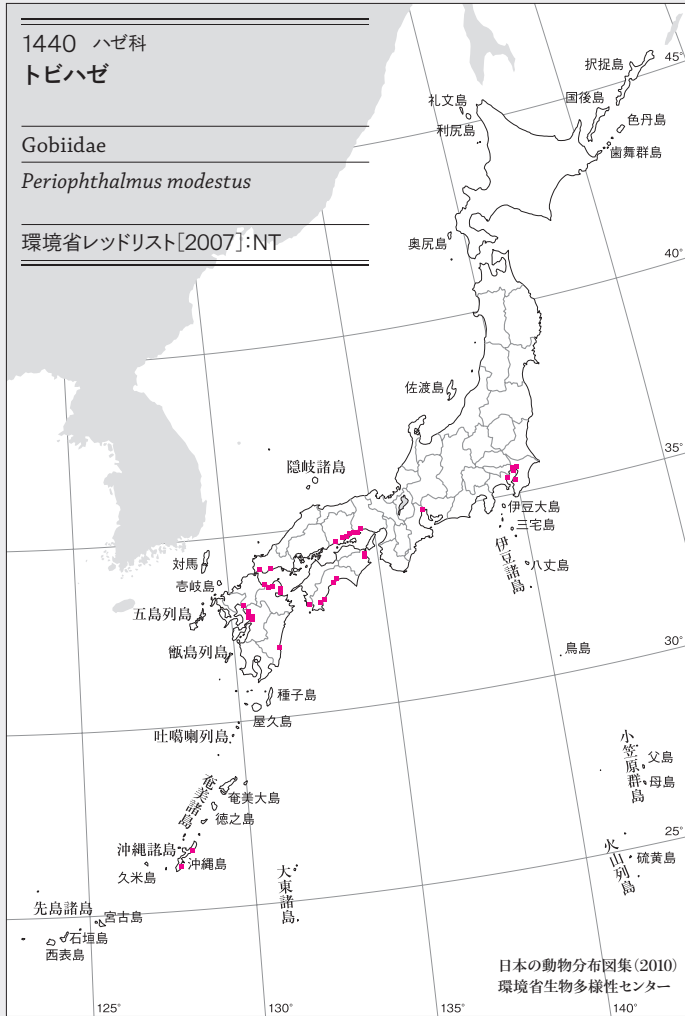 1440 ハゼ科
トビハゼ
Gobiidae
Periophthalmus modestus
環境省レッドリスト[2007]:NT
45°
択捉島
国後島
礼文島
色丹島
利尻島
歯舞群島
奥尻島
40°
佐渡島
35°
隠岐諸島
伊豆大島
三宅島
伊豆諸島
八丈島
対馬
壱岐島
五島列島
甑島列島
鳥島
30°
種子島
屋久島
吐噶喇列島
小笠原群島
父島
母島
奄美諸島
奄美大島
徳之島
25°
沖縄諸島
沖縄島
久米島
火山列島
硫黄島
大東諸島
先島諸島
宮古島
石垣島
西表島
日本の動物分布図集(2010)
環境省生物多様性センター
125°
130°
135°
140°